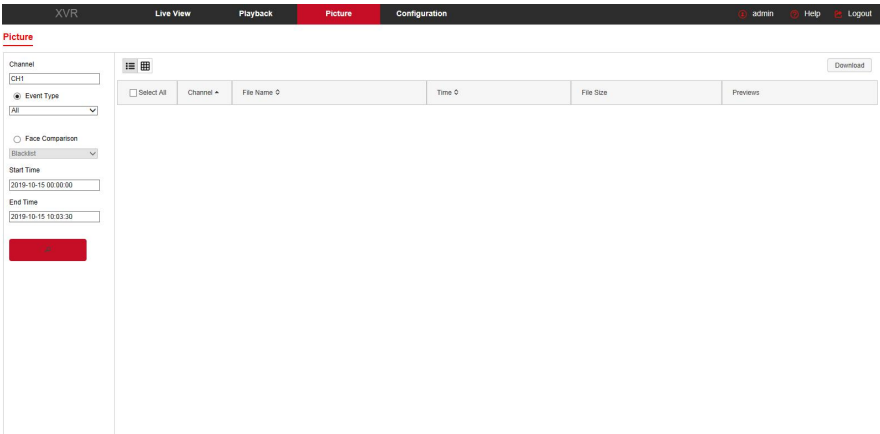 XVR Live View Playback Picture Configuration admin Help Logout
Picture
Channel
CH1
Event Type
All
Face Comparison
Blacklist
Start Time
2019-10-15 00:00:00
End Time
2019-10-15 10:03:30
Download
Select All Channel File Name Time File Size Previews